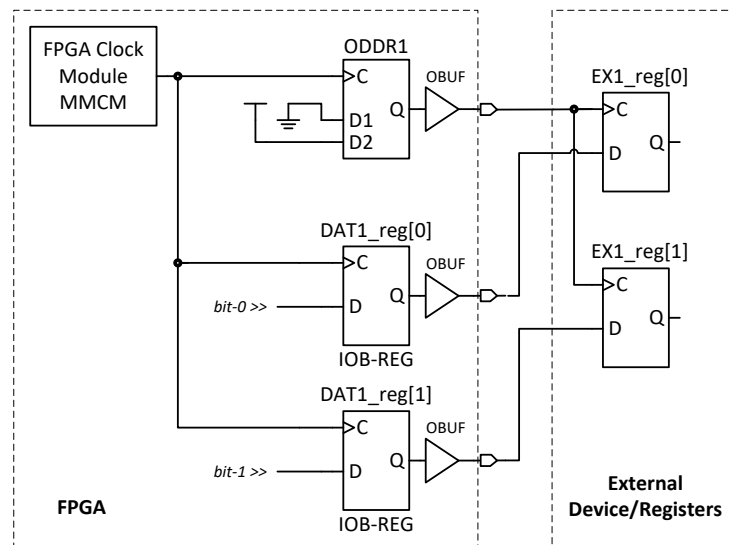 FPGA Clock
Module
MMCM
ODDR1
C
Q
D1
D2
OBUF
EX1_reg[0]
C
Q
D
DAT1_reg[0]
C
Q
D
bit-0 >>
IOB-REG
OBUF
EX1_reg[1]
C
Q
D
DAT1_reg[1]
C
Q
D
bit-1 >>
IOB-REG
OBUF
FPGA
External
Device/Registers